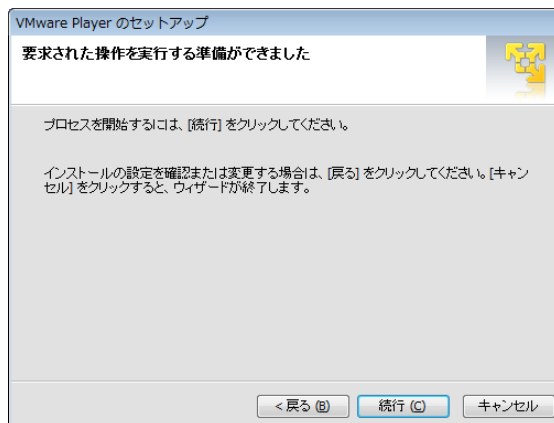 VMware Player のセットアップ
要求された操作を実行する準備ができました
プロセスを開始するには、[続行] をクリックしてください。
インストールの設定を確認または変更する場合は、[戻る] をクリックしてください。[キャン
セル] をクリックすると、ウィザードが終了します。
< 戻る (B)
続行 (C)
キャンセル